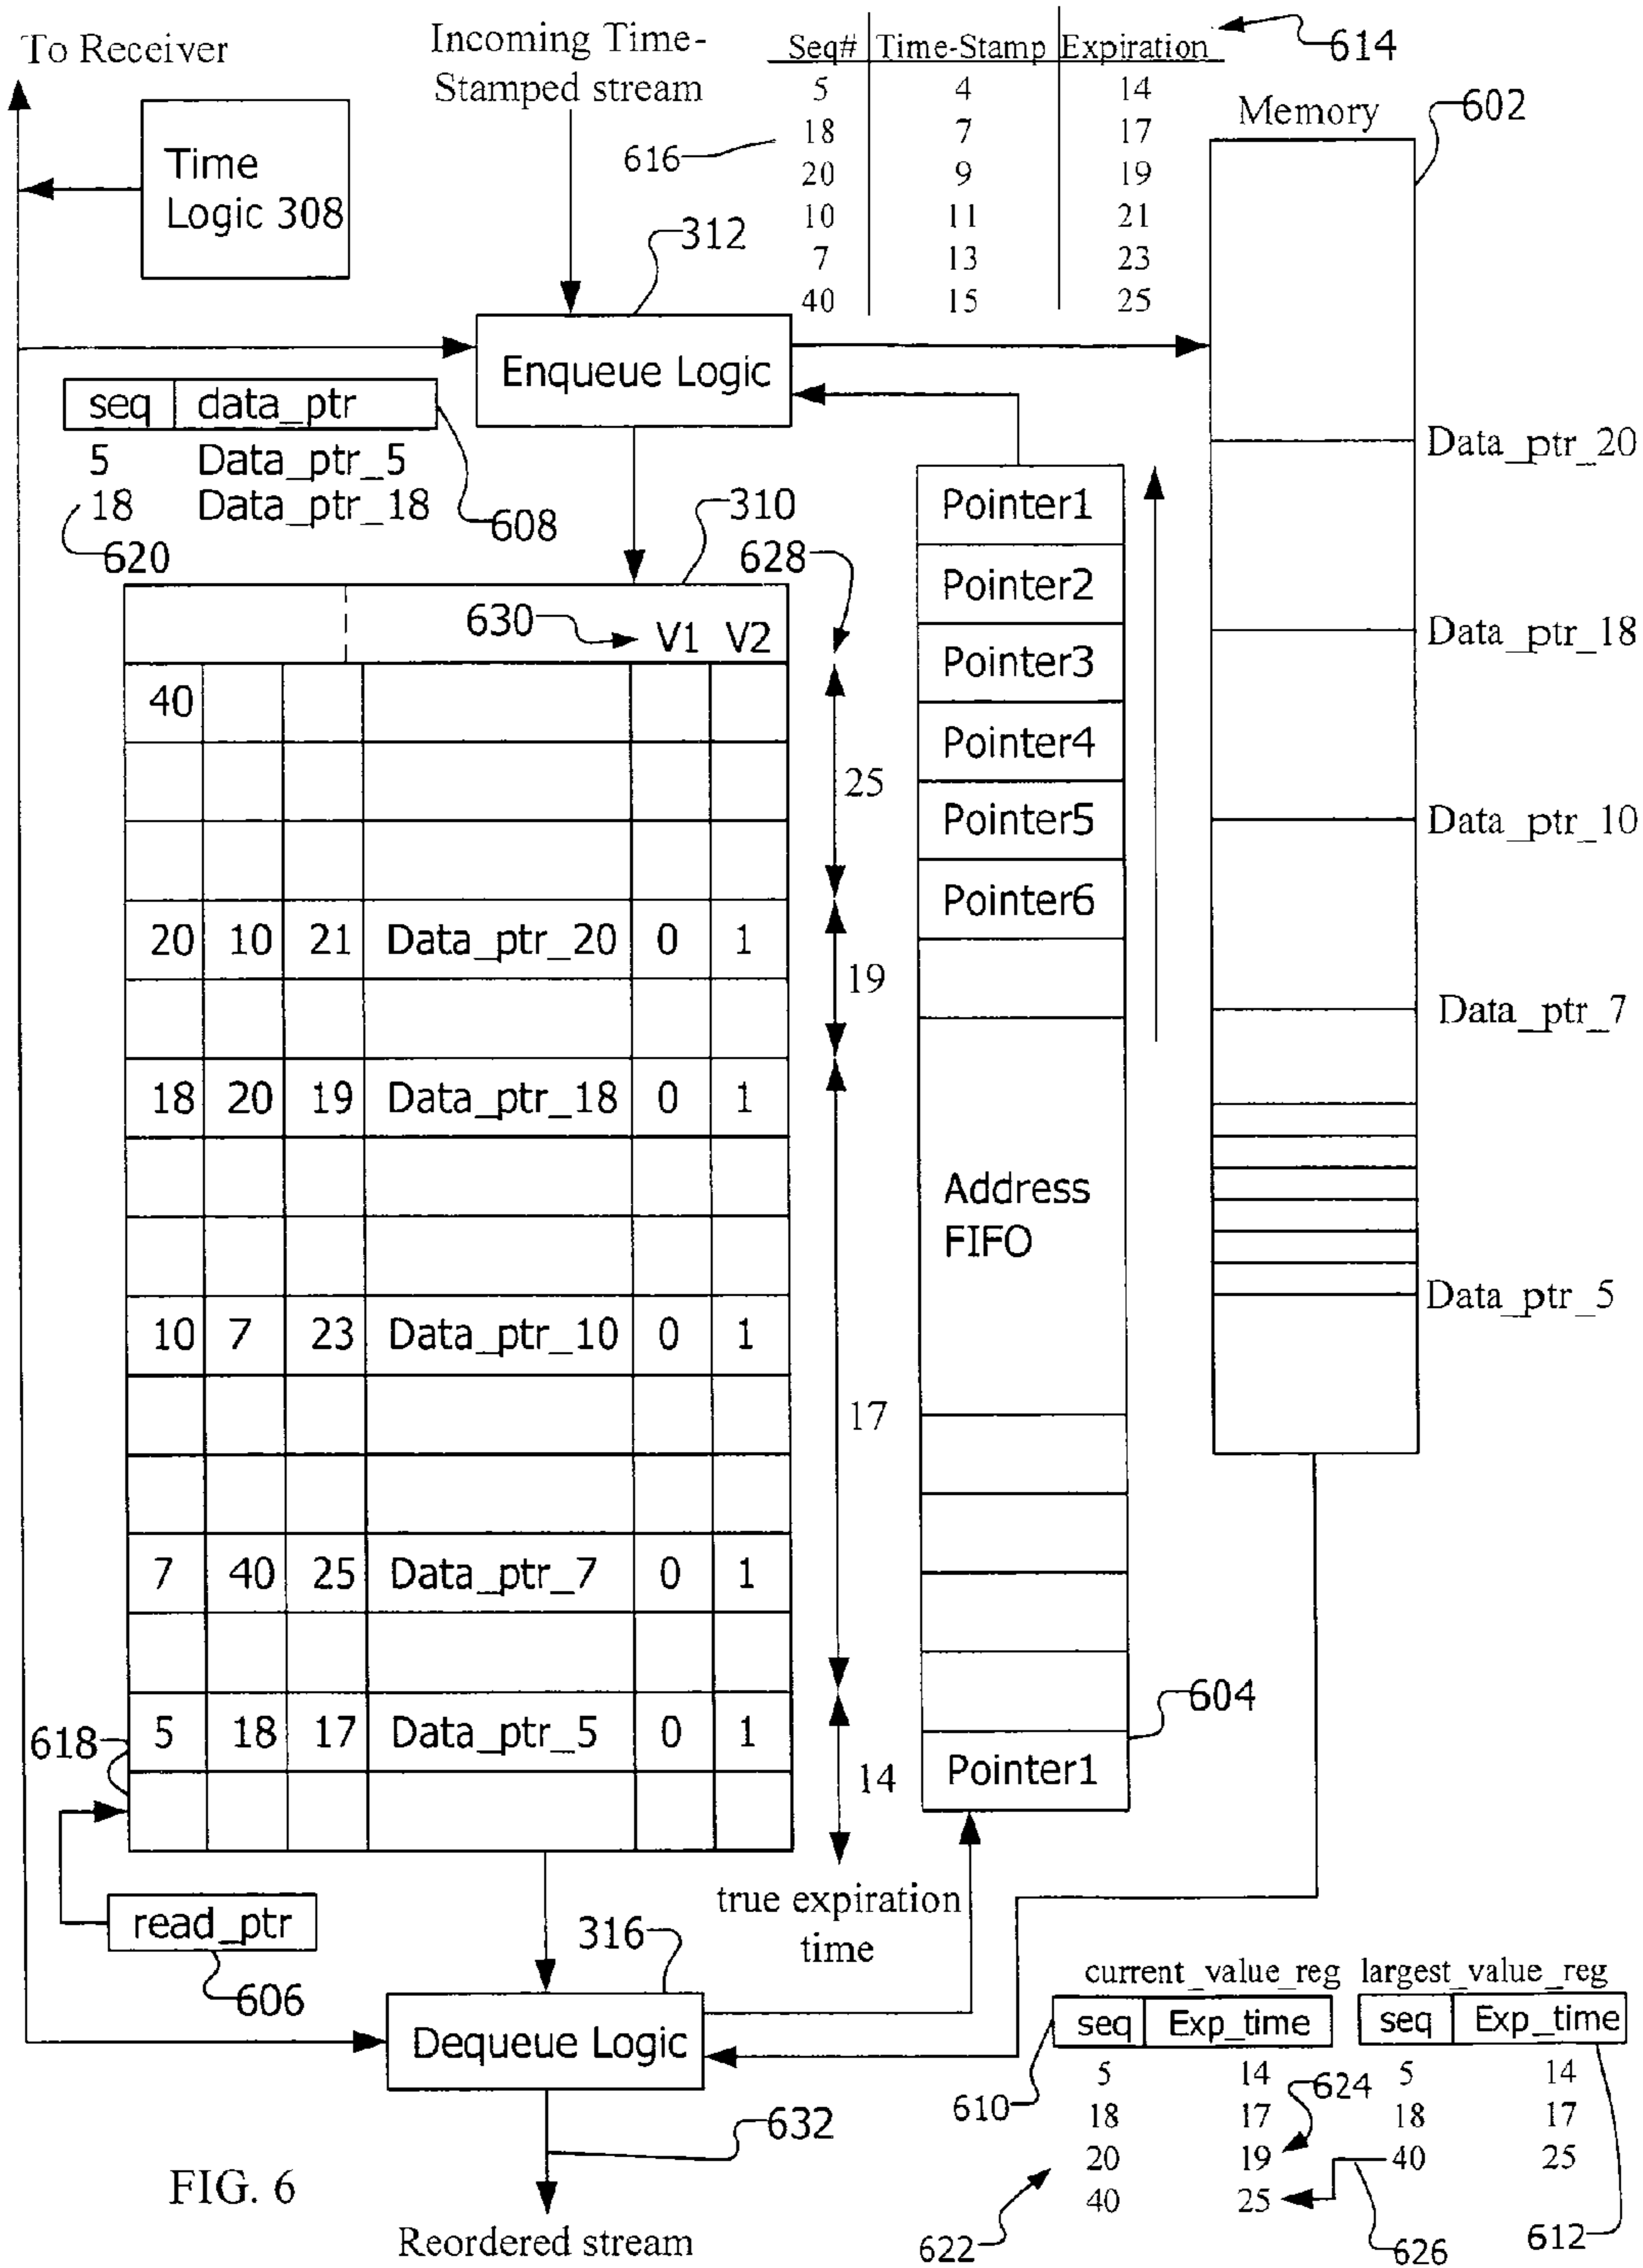 To Receiver
Incoming Time-
Stamped stream
Seq# Time-Stamp Expiration
614
5 4 14
18 7 17
20 9 19
10 11 21
7 13 23
40 15 25
616
Memory
602
Time
Logic 308
312
Enqueue Logic
seq data_ptr
5 Data_ptr_5
18 Data_ptr_18
608
620
310
628
630 V1 V2
40
20 10 21 Data_ptr_20 0 1
18 20 19 Data_ptr_18 0 1
10 7 23 Data_ptr_10 0 1
7 40 25 Data_ptr_7 0 1
5 18 17 Data_ptr_5 0 1
618
25
19
17
14
true expiration
time
Pointer1
Pointer2
Pointer3
Pointer4
Pointer5
Pointer6
Address
FIFO
Pointer1
604
Data_ptr_20
Data_ptr_18
Data_ptr_10
Data_ptr_7
Data_ptr_5
read_ptr
606
316
Dequeue Logic
632
Reordered stream
current_value_reg largest_value_reg
seq Exp_time seq Exp_time
5 14 5 14
18 17 18 17
20 19 40 25
40 25
610
624
622
626
612
FIG. 6